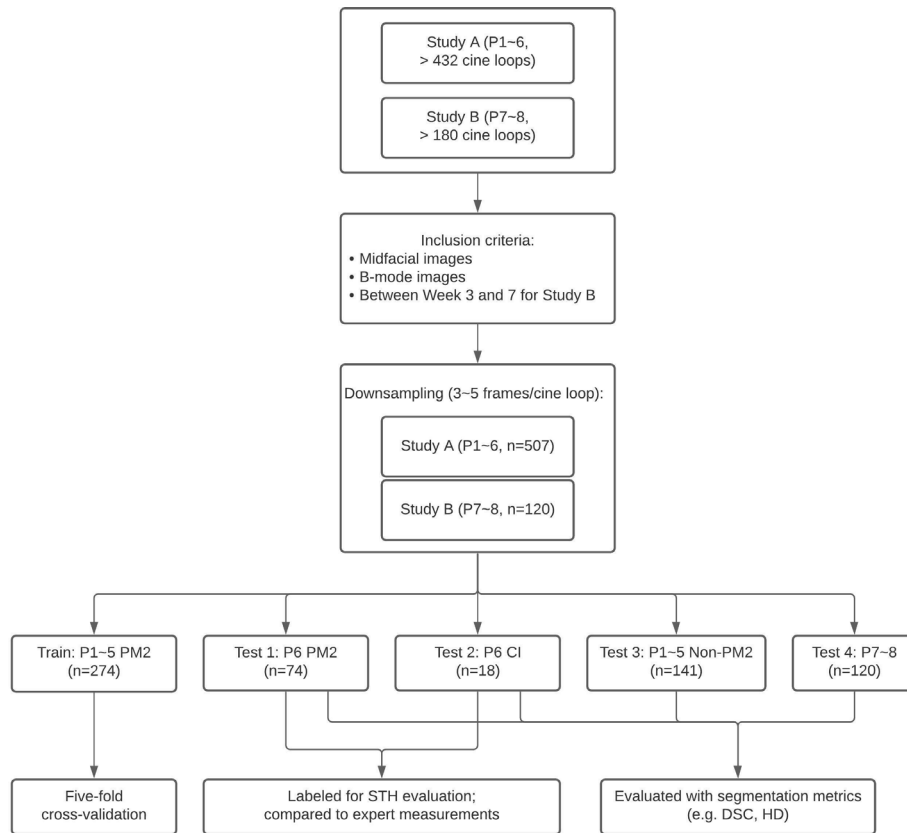 Study A (P1~6,
> 432 cine loops)
Study B (P7~8,
> 180 cine loops)
Inclusion criteria:
• Midfacial images
• B-mode images
• Between Week 3 and 7 for Study B
Downsampling (3~5 frames/cine loop):
Study A (P1~6, n=507)
Study B (P7~8, n=120)
Train: P1~5 PM2
(n=274)
Test 1: P6 PM2
(n=74)
Test 2: P6 CI
(n=18)
Test 3: P1~5 Non-PM2
(n=141)
Test 4: P7~8
(n=120)
Five-fold
cross-validation
Labeled for STH evaluation;
compared to expert measurements
Evaluated with segmentation metrics
(e.g. DSC, HD)